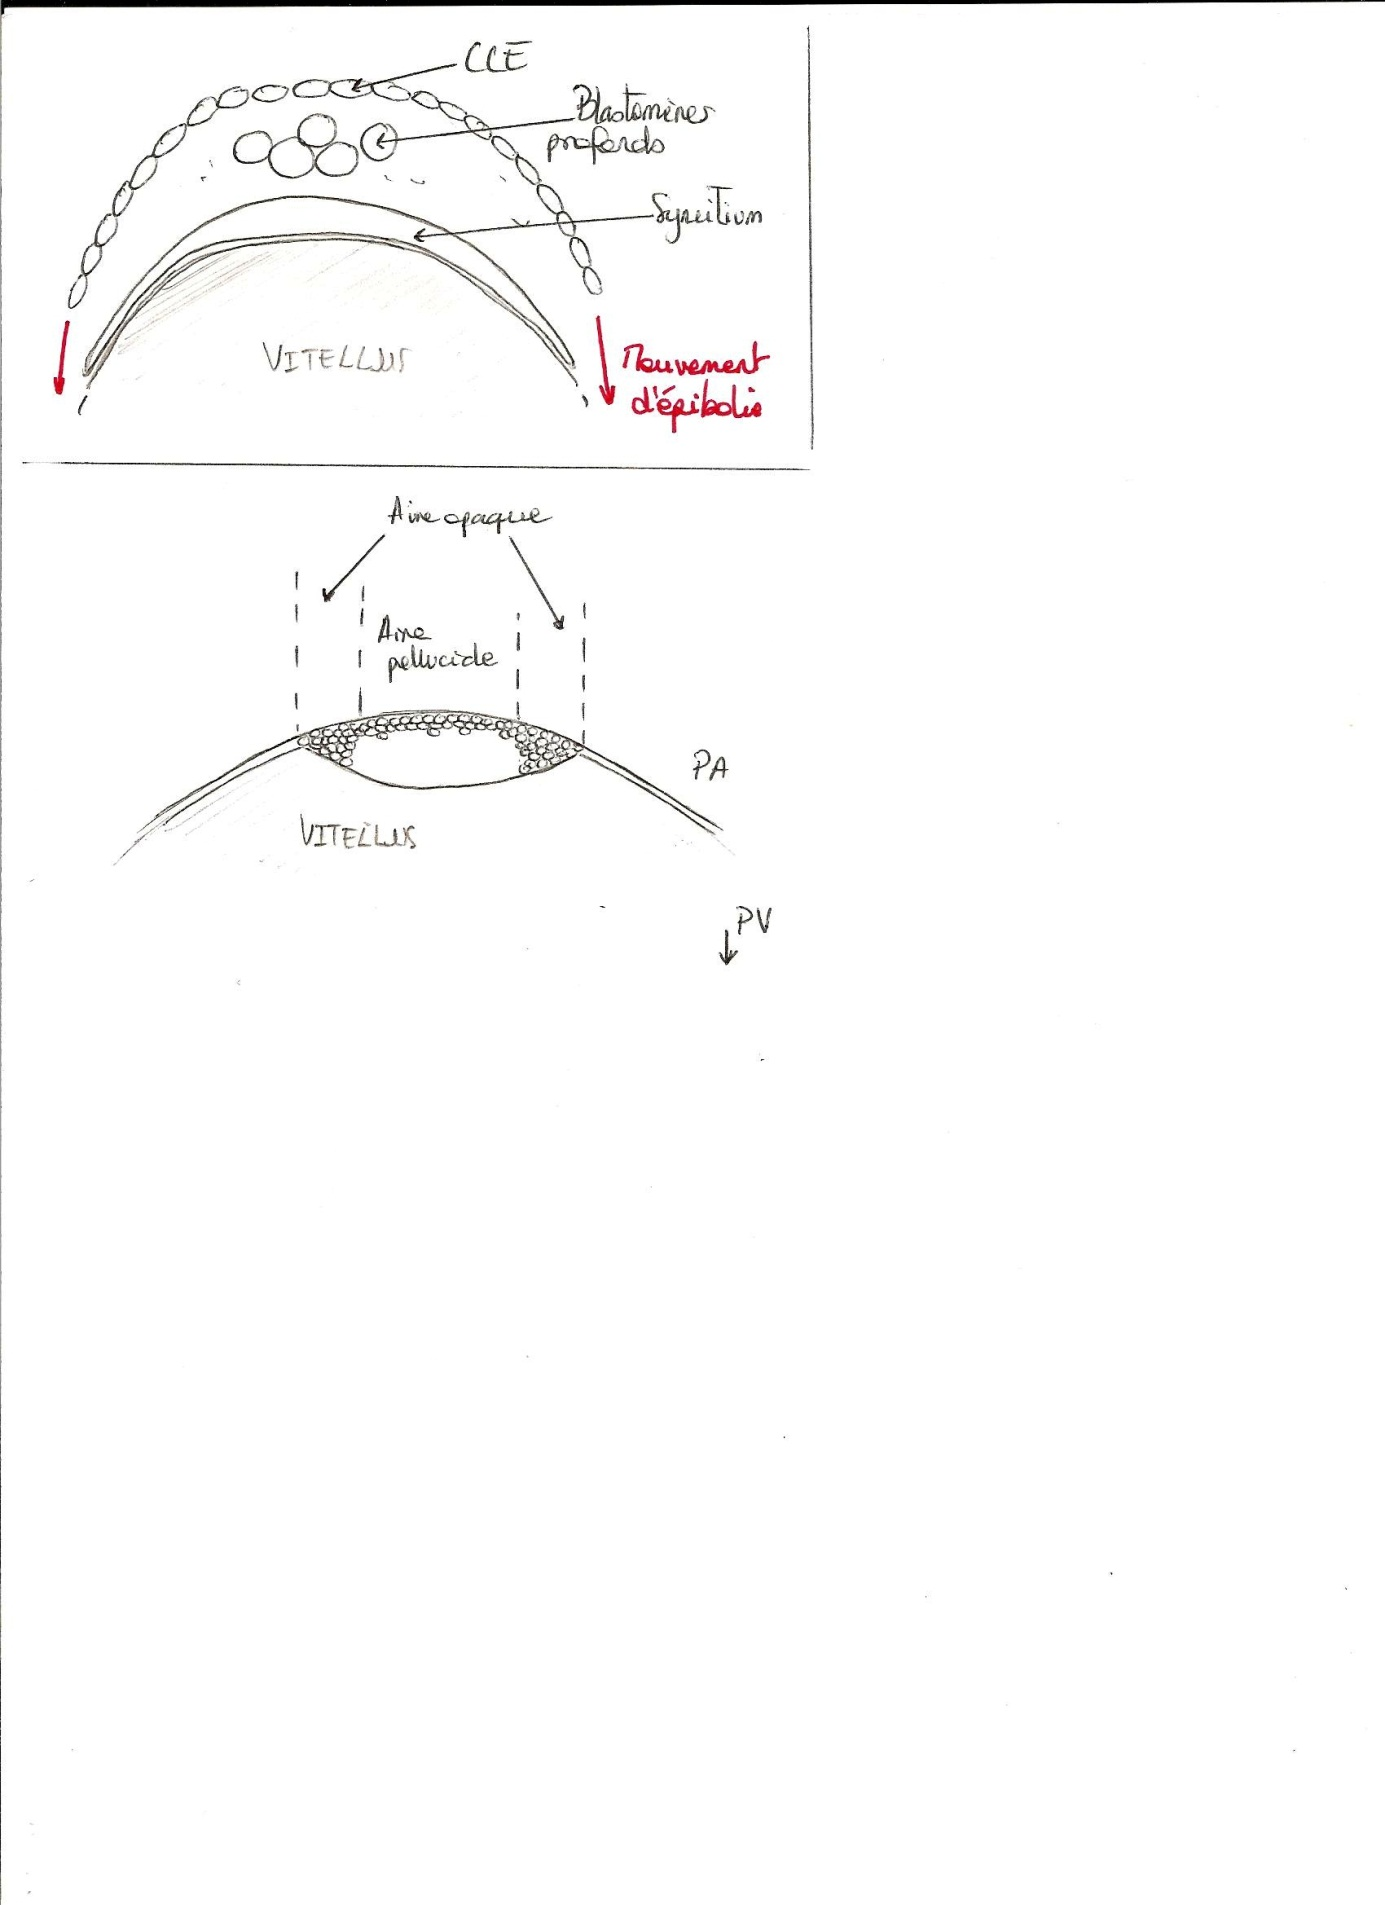 CCE
Blastomères
profonds
Syncitium
VITELLUS
Mouvement
d'épibolie
Aire opaque
Aire
pellucide
PA
VITELLUS
PV